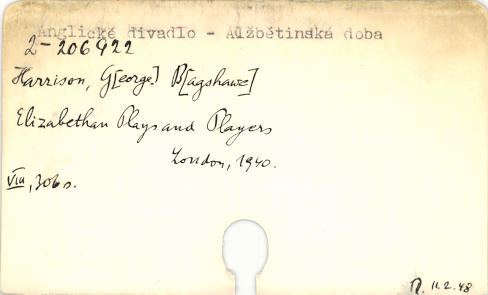 Anglické divadlo - Alžbětinská doba
2-206922
Harrison, G[eorge] B[agshawe]
Elizabethan Plays and Players
London, 1940.
VIII, 306 s.
11.2.48